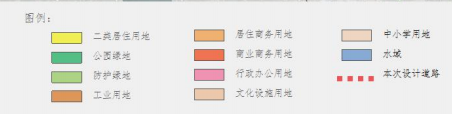 图例：
二类居住用地
公园绿地
防护绿地
工业用地
居住商务用地
商业商务用地
行政办公用地
文化设施用地
中小学用地
水域
本次设计道路